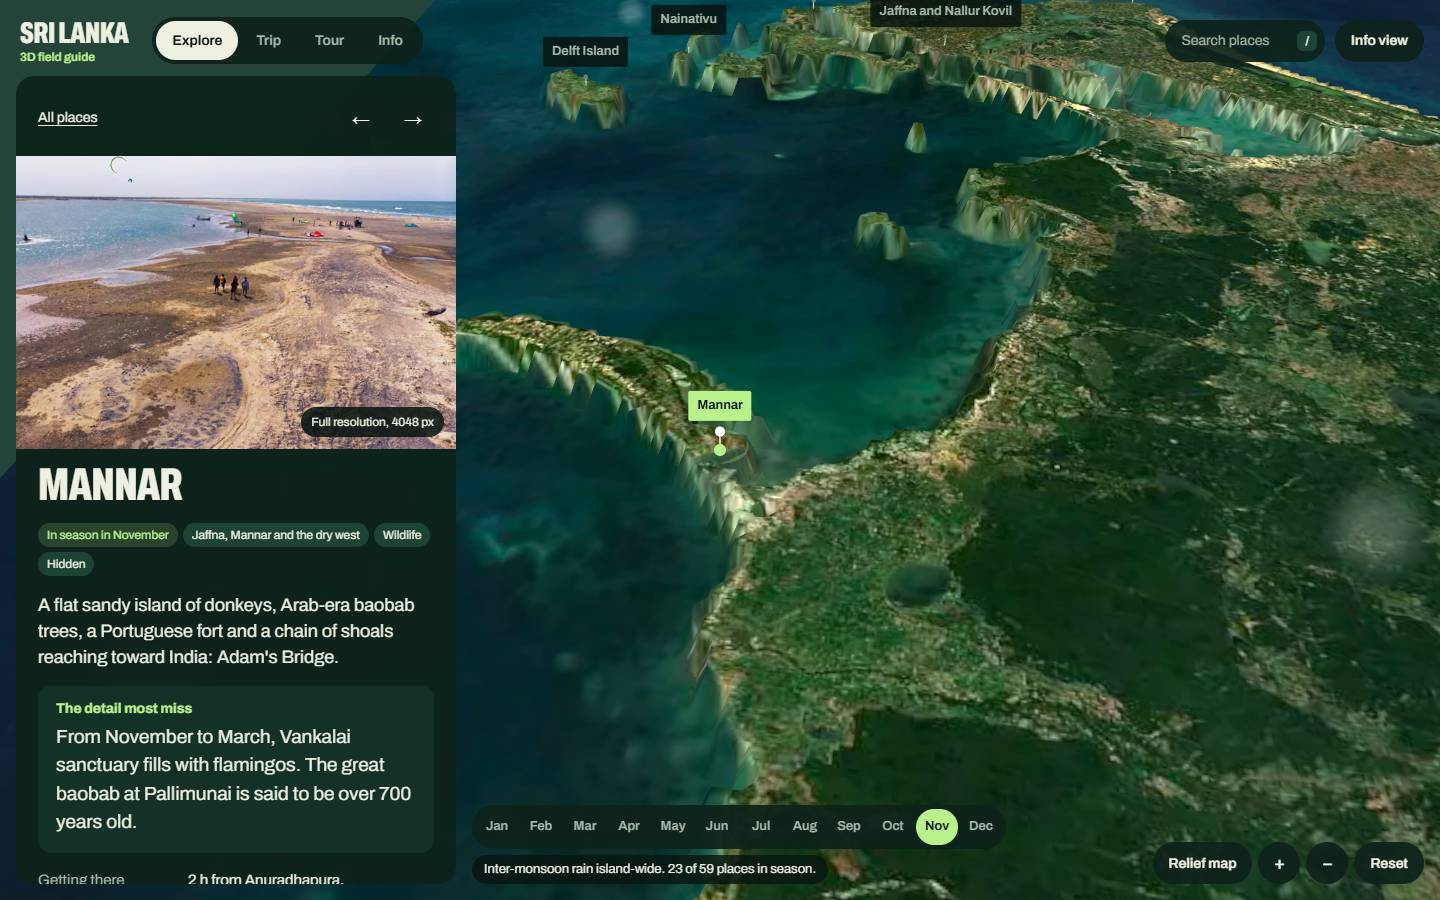 SRI LANKA
3D field guide
Explore
Trip
Tour
Info
Nainativu
Jaffna and Nallur Kovil
Delft Island
Search places
/
Info view
All places
← →
Full resolution, 4048 px
Mannar
MANNAR
In season in November
Jaffna, Mannar and the dry west
Wildlife
Hidden
A flat sandy island of donkeys, Arab-era baobab
trees, a Portuguese fort and a chain of shoals
reaching toward India: Adam's Bridge.
The detail most miss
From November to March, Vankalai
sanctuary fills with flamingos. The great
baobab at Pallimunai is said to be over 700
years old.
Getting there
2 h from Anuradhapura.
Jan Feb Mar Apr May Jun Jul Aug Sep Oct Nov Dec
Inter-monsoon rain island-wide. 23 of 59 places in season.
Relief map
+
−
Reset